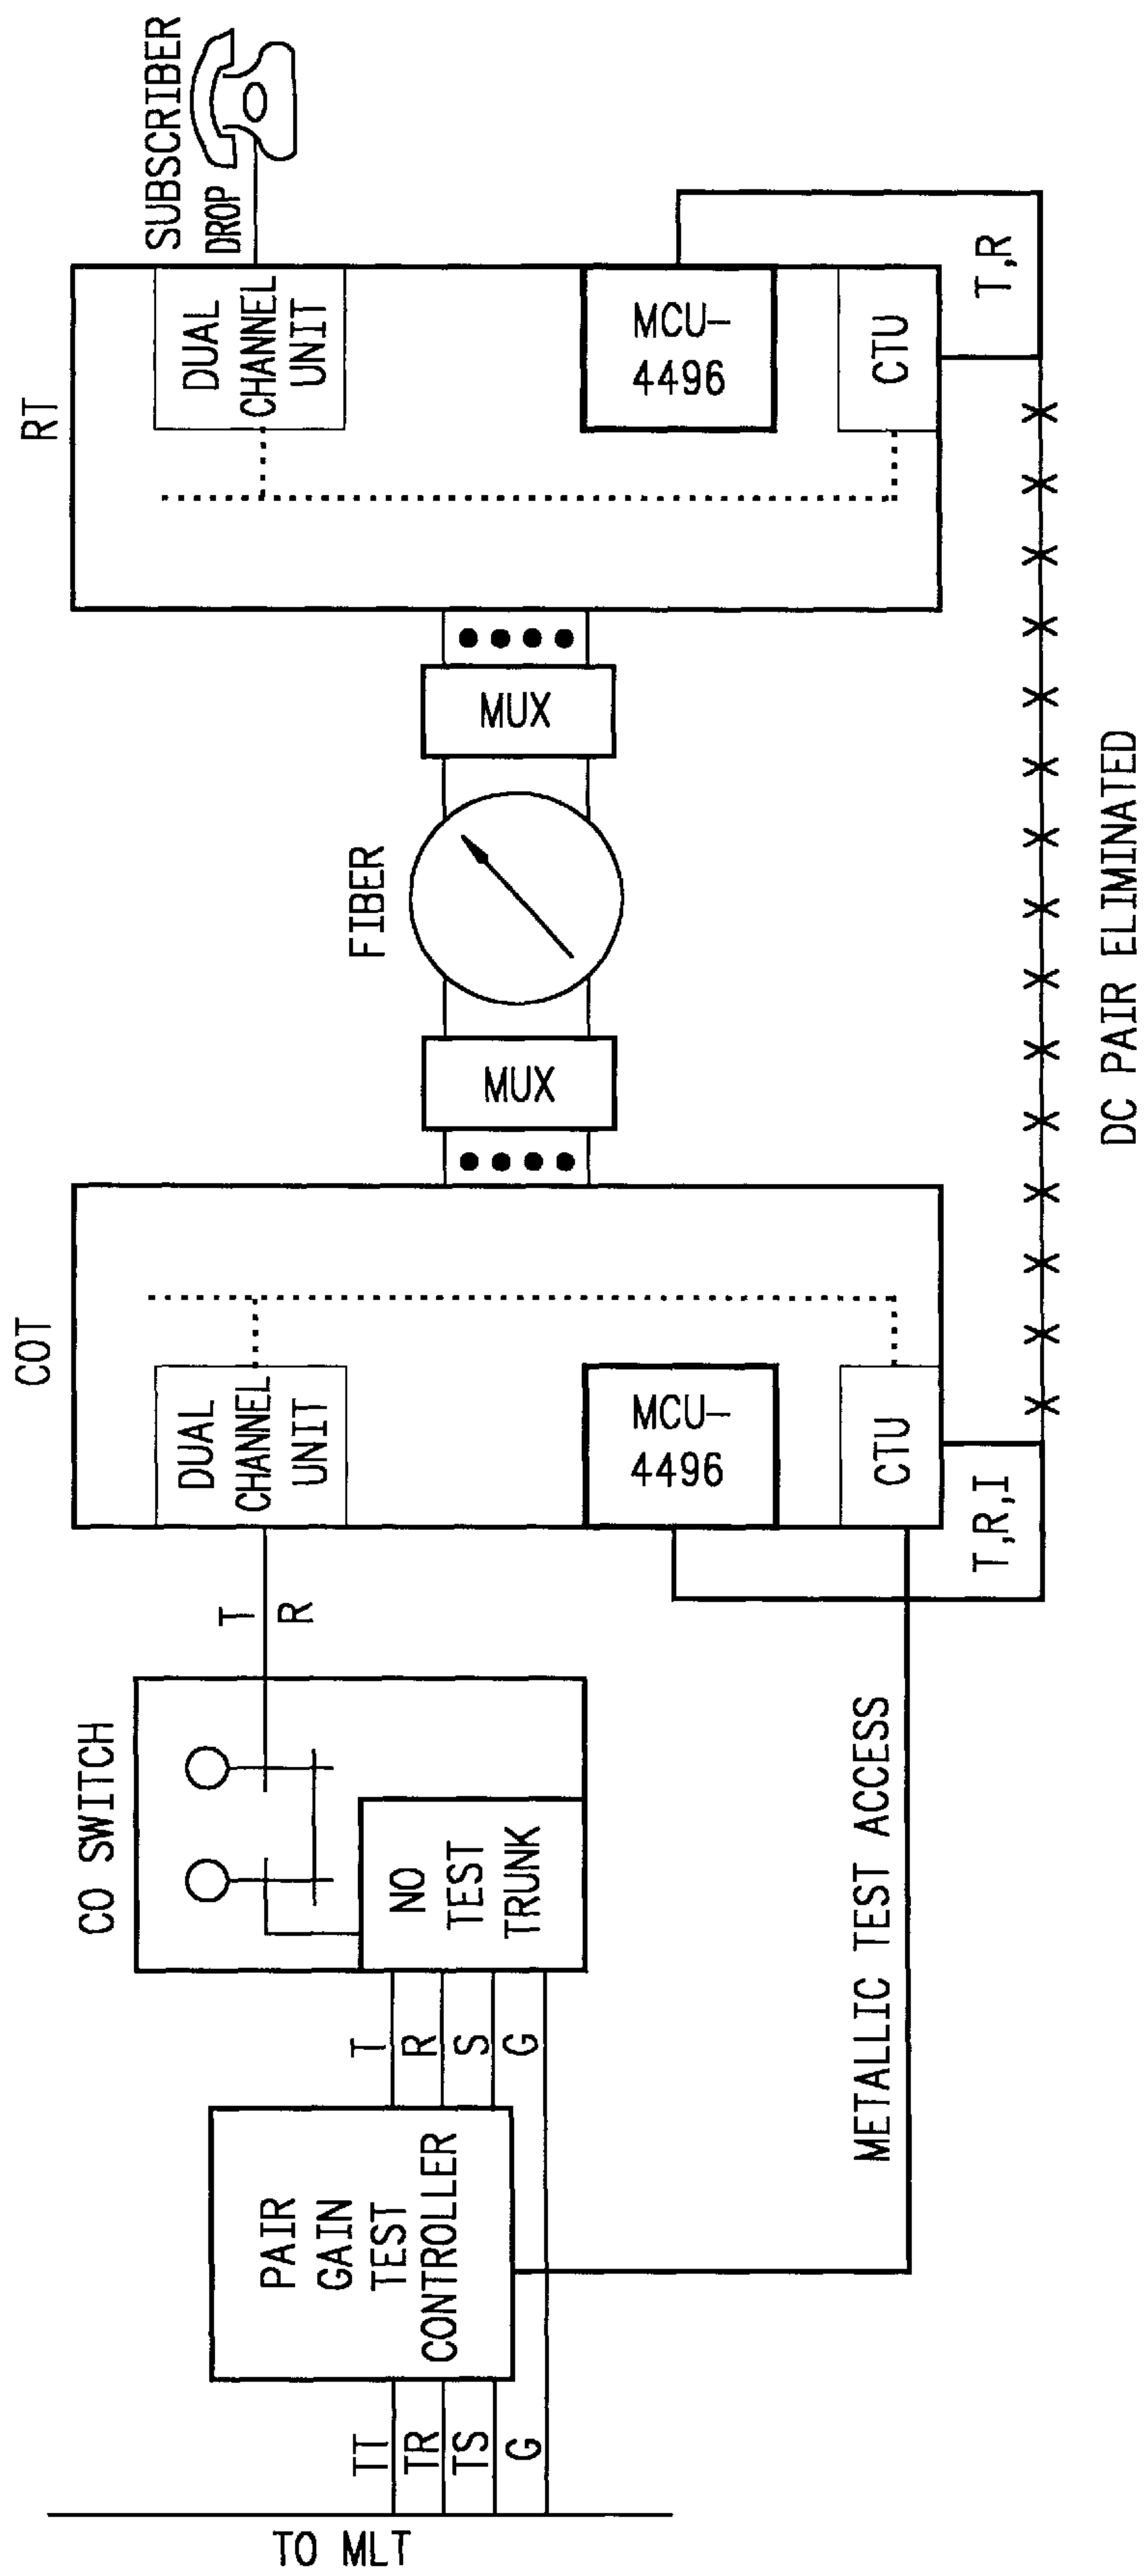 TO MLT
TT
TR
TS
G
PAIR
GAIN
TEST
CONTROLLER
T
R
S
G
CO SWITCH
NO
TEST
TRUNK
METALLIC TEST ACCESS
T
R
COT
DUAL
CHANNEL
UNIT
MCU-
4496
CTU
T,R,I
MUX
FIBER
MUX
DC PAIR ELIMINATED
RT
DUAL
CHANNEL
UNIT
MCU-
4496
CTU
T,R
SUBSCRIBER
DROP